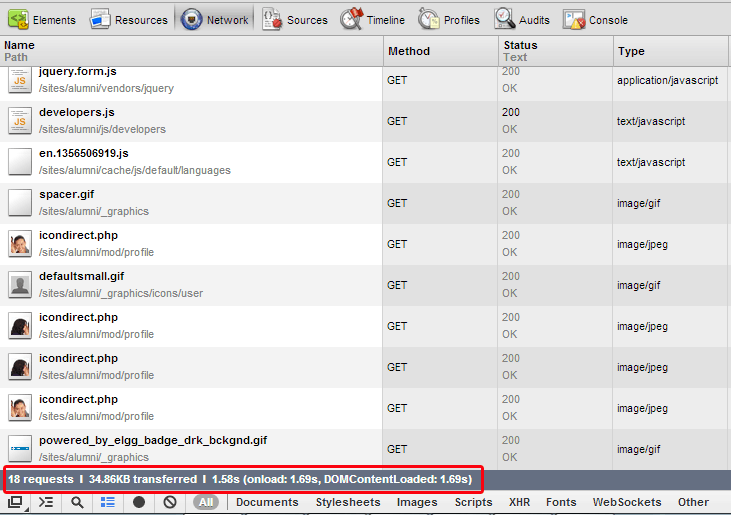 Elements Resources Network Sources Timeline Profiles Audits Console
Name Method Status Type
Path Text
jquery.form.js 200
JS GET application/javascript
/sites/alumni/vendors/jquery OK
developers.js 200
JS GET text/javascript
/sites/alumni/js/developers OK
en.1356506919.js 200
GET text/javascript
/sites/alumni/cache/js/default/languages OK
spacer.gif 200
GET image/gif
/sites/alumni/_graphics OK
icondirect.php 200
GET image/jpeg
/sites/alumni/mod/profile OK
defaultsmall.gif 200
GET image/gif
/sites/alumni/_graphics/icons/user OK
icondirect.php 200
GET image/jpeg
/sites/alumni/mod/profile OK
icondirect.php 200
GET image/jpeg
/sites/alumni/mod/profile OK
icondirect.php 200
GET image/jpeg
/sites/alumni/mod/profile OK
powered_by_elgg_badge_drk_bckgnd.gif 200
GET image/gif
/sites/alumni/_graphics OK
18 requests I 34.86KB transferred I 1.58s (onload: 1.69s, DOMContentLoaded: 1.69s)
All Documents Stylesheets Images Scripts XHR Fonts WebSockets Other